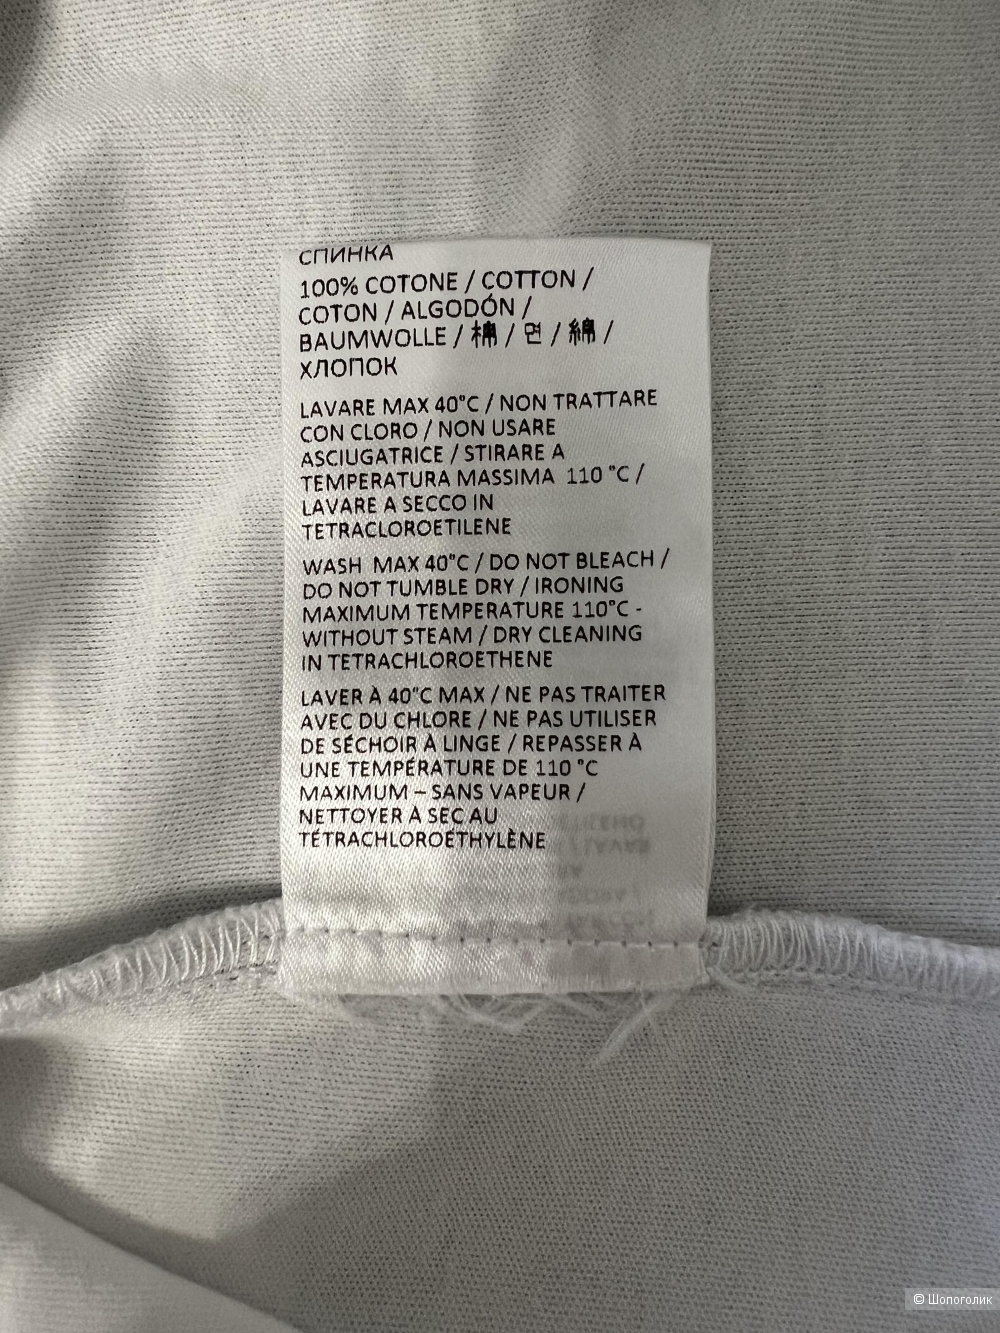 СПИНКА
100% COTONE / COTTON /
COTON / ALGODÓN /
BAUMWOLLE / 棉 / 면 / 綿 /
ХЛОПОК
LAVARE MAX 40°C / NON TRATTARE
CON CLORO / NON USARE
ASCIUGATRICE / STIRARE A
TEMPERATURA MASSIMA 110 °C /
LAVARE A SECCO IN
TETRACLOROETILENE
WASH MAX 40°C / DO NOT BLEACH /
DO NOT TUMBLE DRY / IRONING
MAXIMUM TEMPERATURE 110°C -
WITHOUT STEAM / DRY CLEANING
IN TETRACHLOROETHENE
LAVER À 40°C MAX / NE PAS TRAITER
AVEC DU CHLORE / NE PAS UTILISER
DE SÉCHOIR À LINGE / REPASSER À
UNE TEMPÉRATURE DE 110 °C
MAXIMUM – SANS VAPEUR /
NETTOYER À SEC AU
TÉTRACHLOROÉTHYLÈNE
© Шопоголик